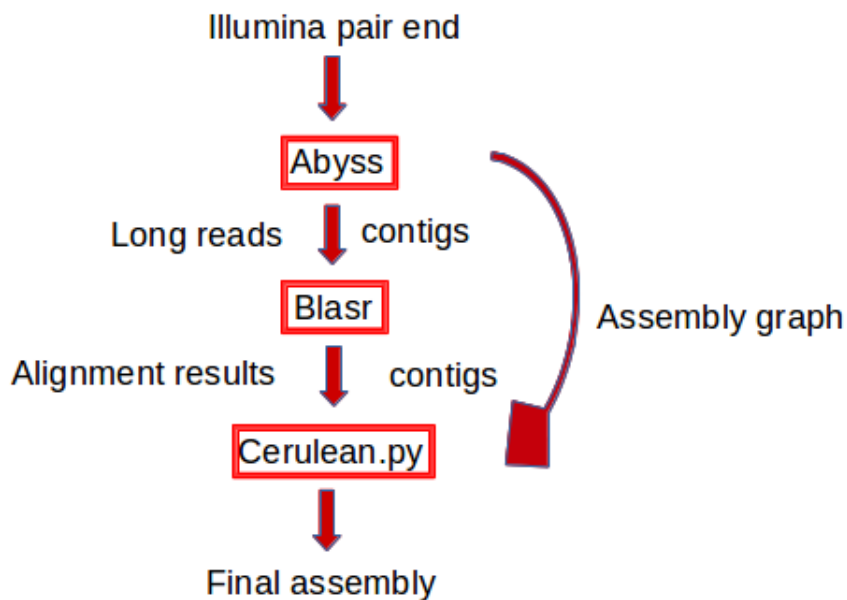 Illumina pair end
Abyss
Long reads
contigs
Blasr
Assembly graph
Alignment results
contigs
Cerulean.py
Final assembly